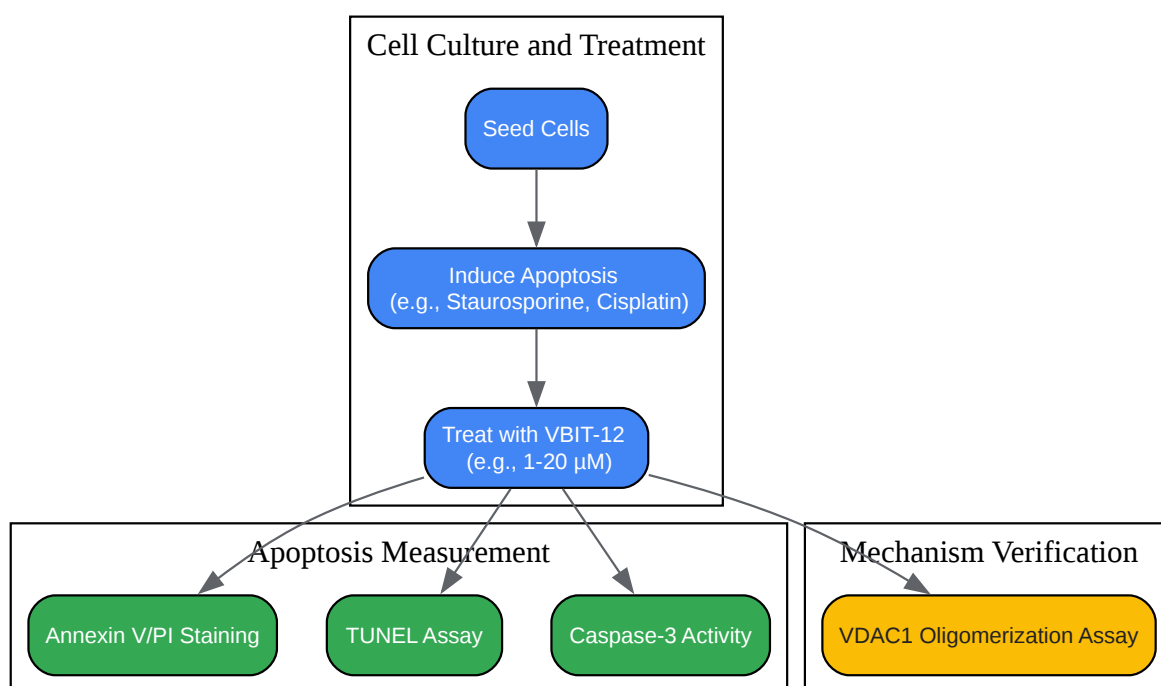 Cell Culture and Treatment
Seed Cells
Induce Apoptosis
(e.g., Staurosporine, Cisplatin)
Treat with VBIT-12
(e.g., 1-20 µM)
Apoptosis Measurement
Mechanism Verification
Annexin V/PI Staining
TUNEL Assay
Caspase-3 Activity
VDAC1 Oligomerization Assay